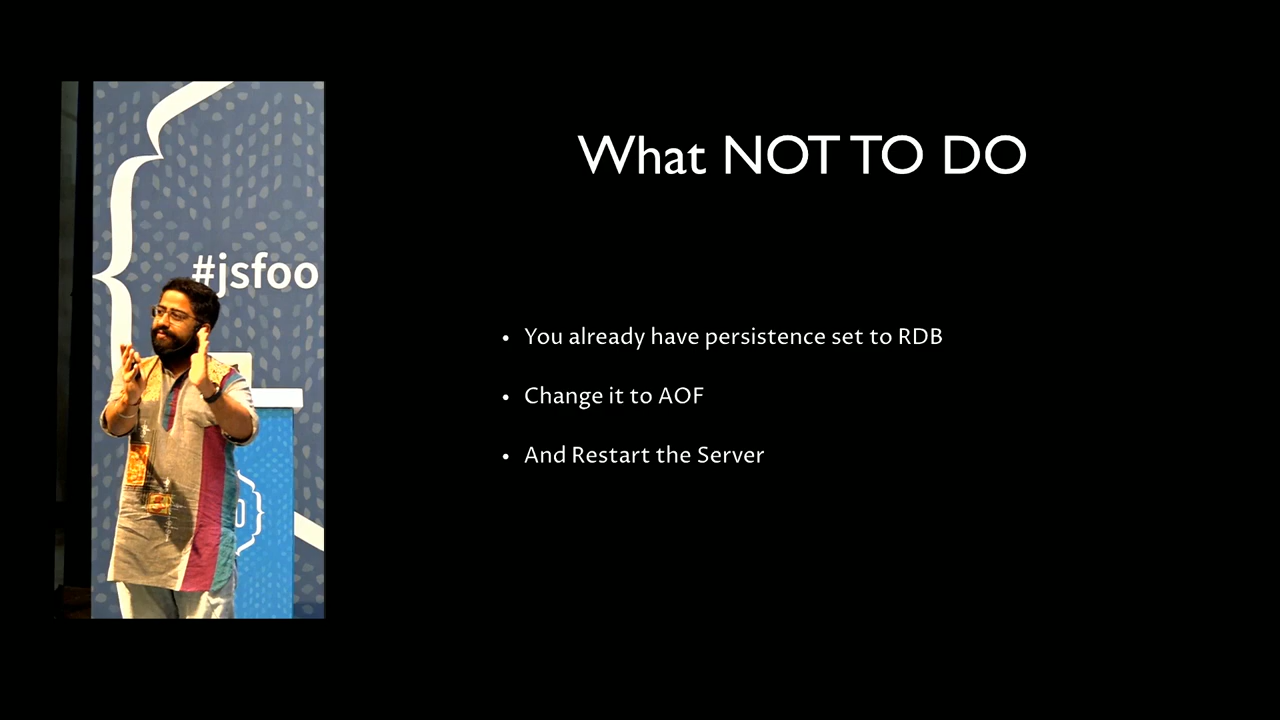 What NOT TO DO
#jsfoo
• You already have persistence set to RDB
• Change it to AOF
• And Restart the Server